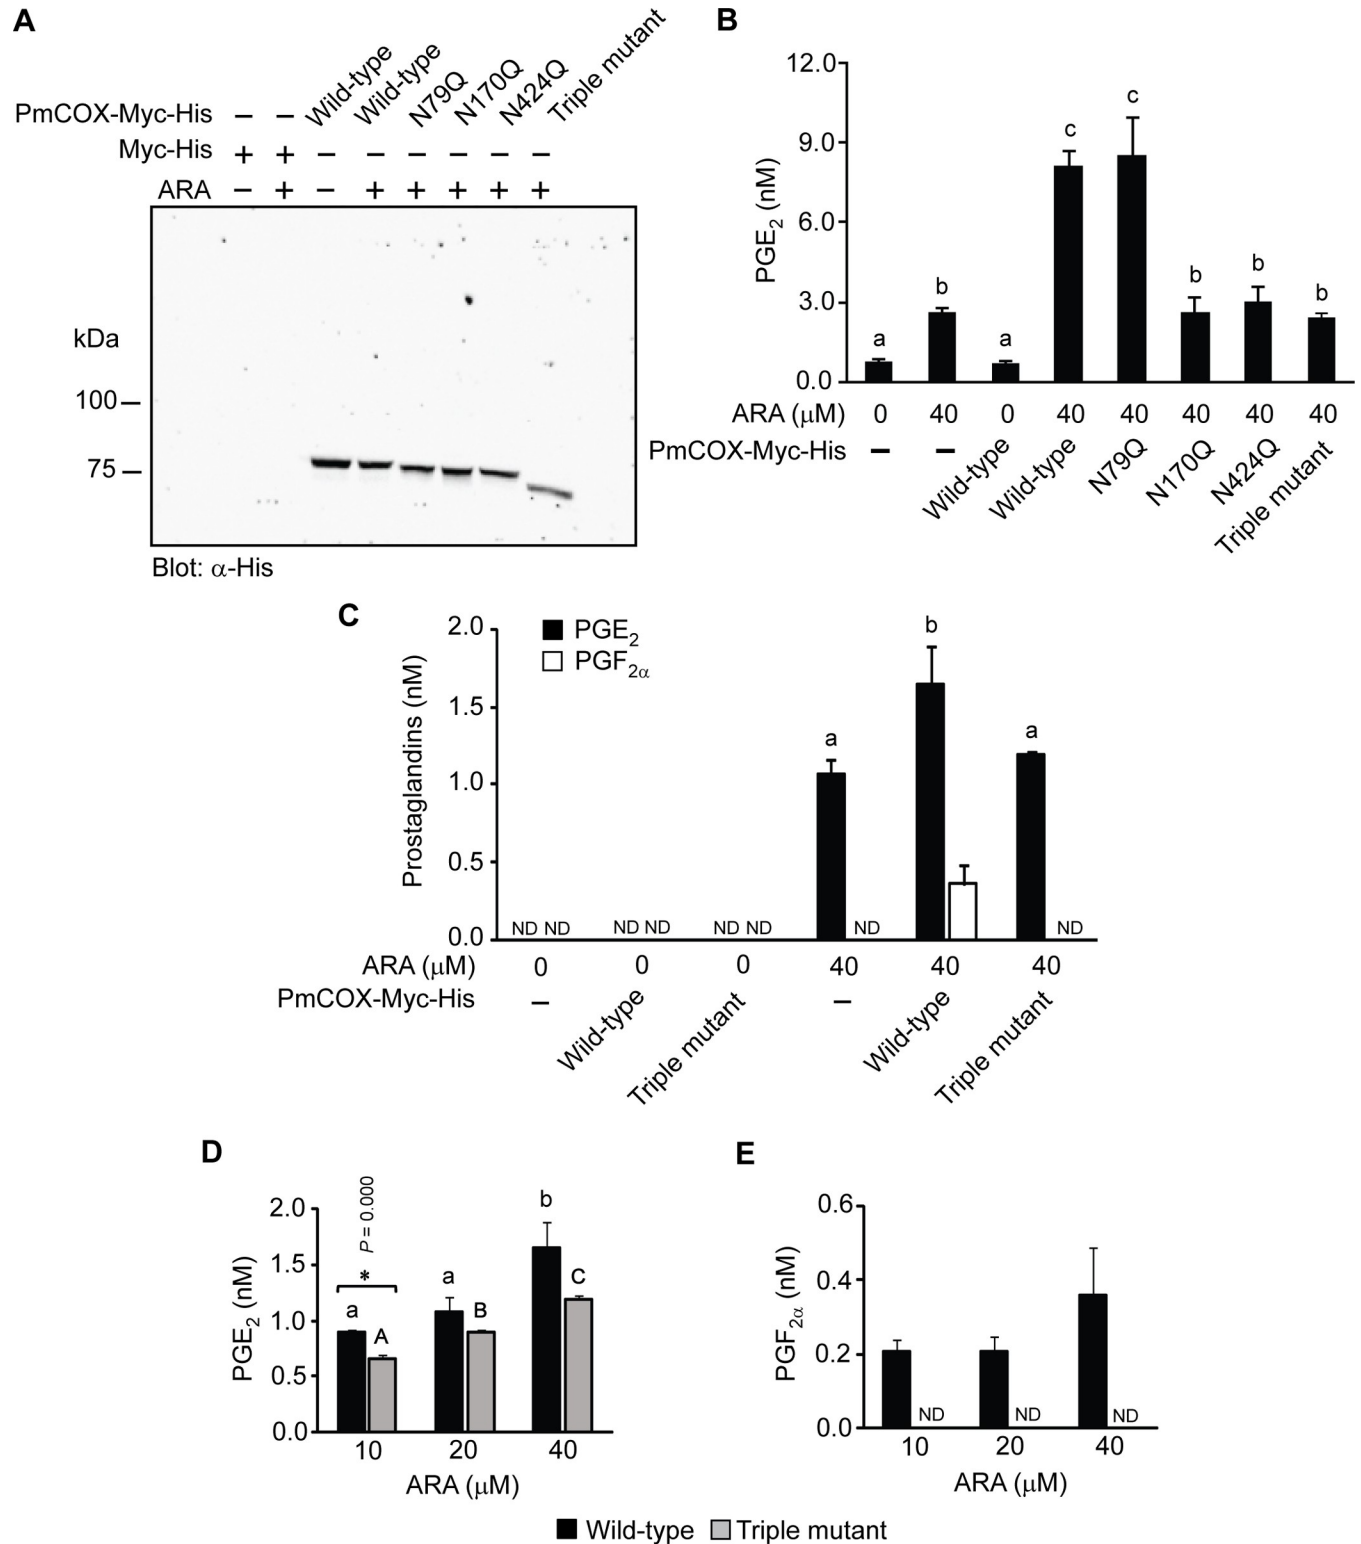 A
PmCOX-Myc-His – – Wild-type Wild-type N79Q N170Q N424Q Triple mutant
Myc-His + + – – – – – –
ARA – + – + + + + +
kDa
100
75
Blot: α-His
B
PGE2 (nM)
12.0
9.0
6.0
3.0
0.0
a b a c c b b b
ARA (μM) 0 40 0 40 40 40 40 40
PmCOX-Myc-His – – Wild-type Wild-type N79Q N170Q N424Q Triple mutant
C
Prostaglandins (nM)
2.0
1.5
1.0
0.5
0.0
PGE2
PGF2α
a b a
ND ND ND ND ND ND ND ND
ARA (μM) 0 0 0 40 40 40
PmCOX-Myc-His – Wild-type Triple mutant – Wild-type Triple mutant
D
PGE2 (nM)
2.0
1.5
1.0
0.5
0.0
P = 0.000
*
a A a B b C
10 20 40
ARA (μM)
E
PGF2α (nM)
0.6
0.4
0.2
0.0
ND ND ND
10 20 40
ARA (μM)
Wild-type Triple mutant